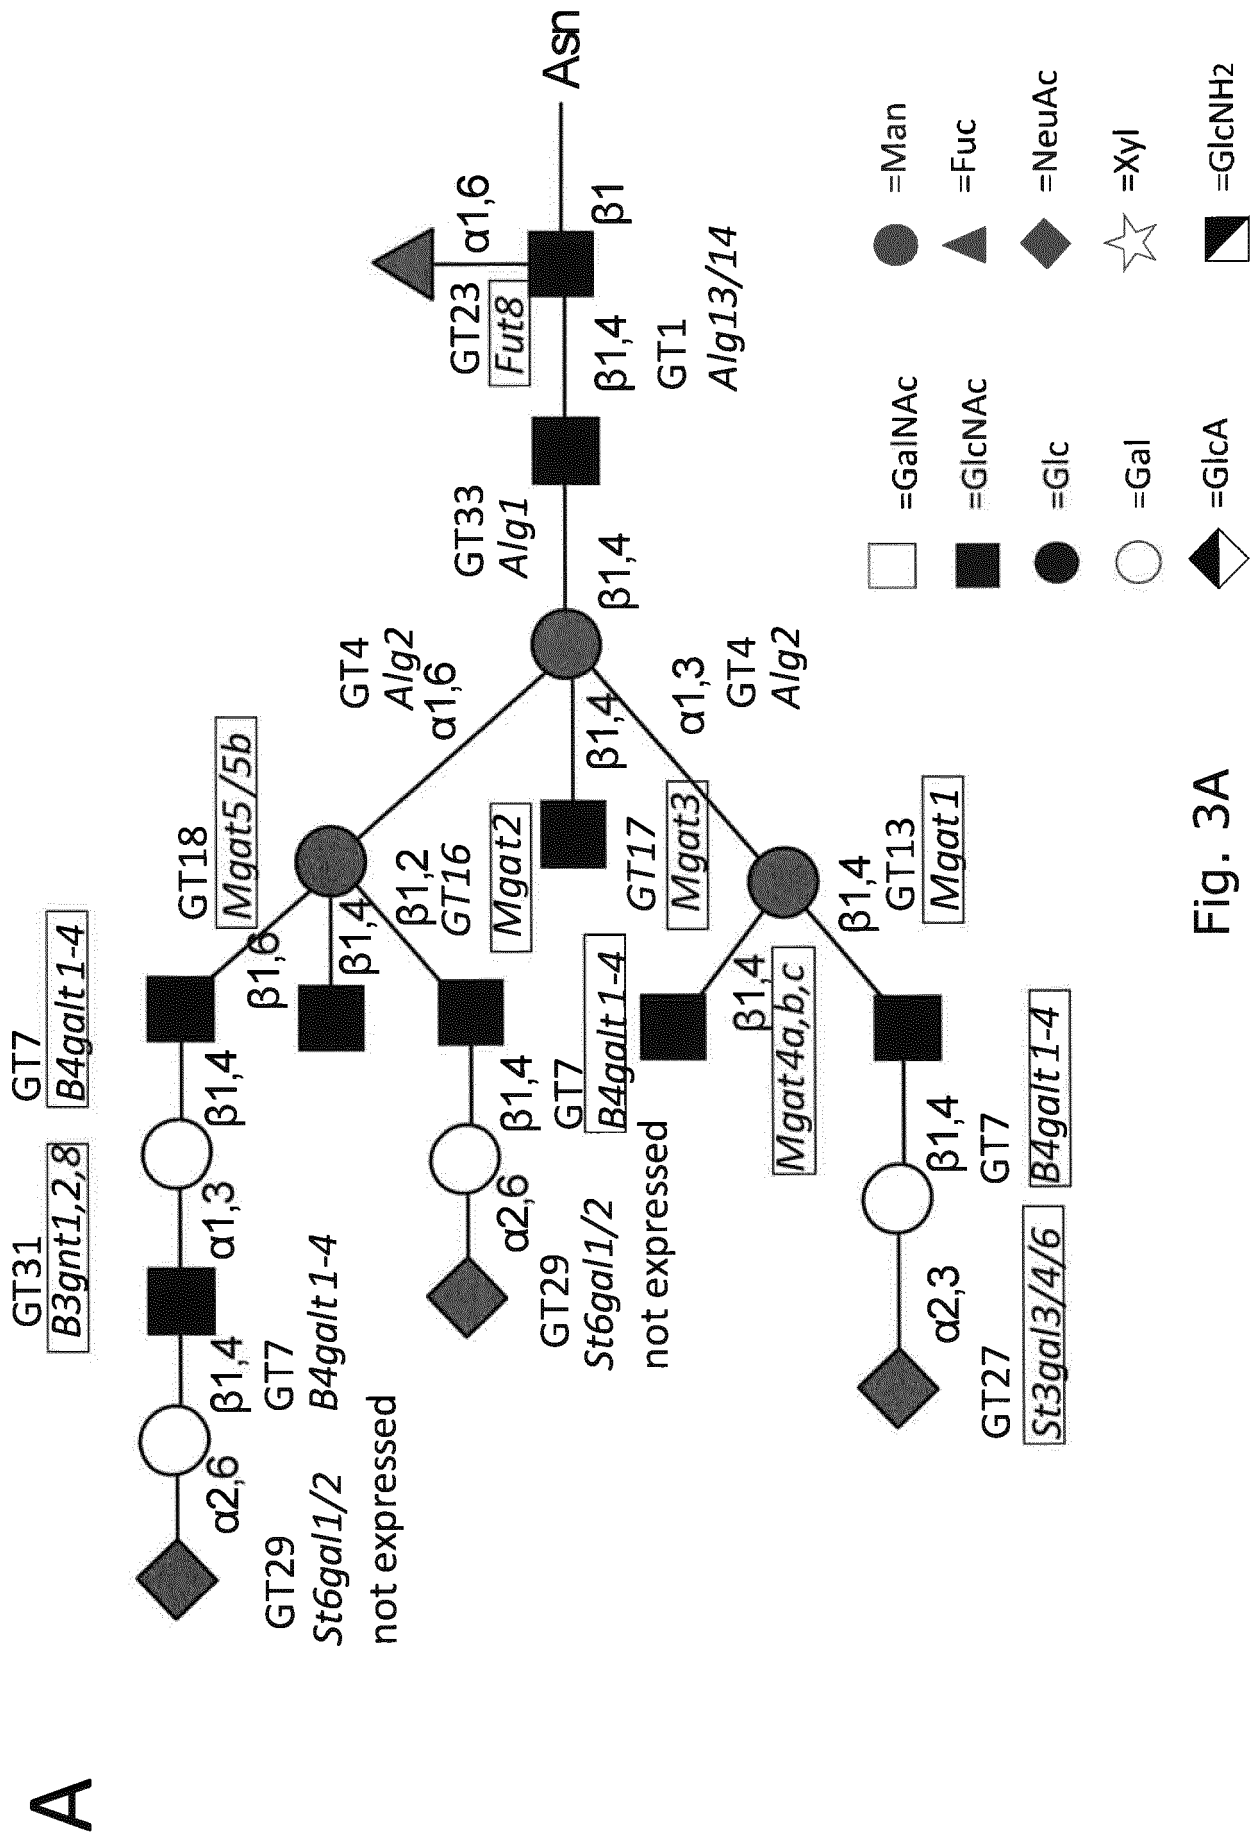 A
GT7
B4galt 1-4
GT31
B3gnt1,2,8
GT18
Mgat5 /5b
β1,6
β1,4
α1,3
β1,4
α2,6
GT7
B4galt 1-4
GT29
St6gal1/2
not expressed
β1,4
β1,2
GT16
Mgat2
GT4
Alg2
α1,6
GT33
Alg1
β1,4
GT23
Fut8
α1,6
β1,4
GT1
Alg13/14
β1
Asn
β1,4
GT17
Mgat3
β1,4
GT7
B4galt 1-4
α2,6
GT29
St6gal1/2
not expressed
α1,3
GT4
Alg2
β1,4
Mgat4a,b,c
β1,4
GT13
Mgat1
β1,4
GT7
B4galt 1-4
α2,3
GT27
St3gal3/4/6
=GalNAc
=Man
=GlcNAc
=Fuc
=Glc
=NeuAc
=Gal
=Xyl
=GlcA
=GlcNH2
Fig. 3A